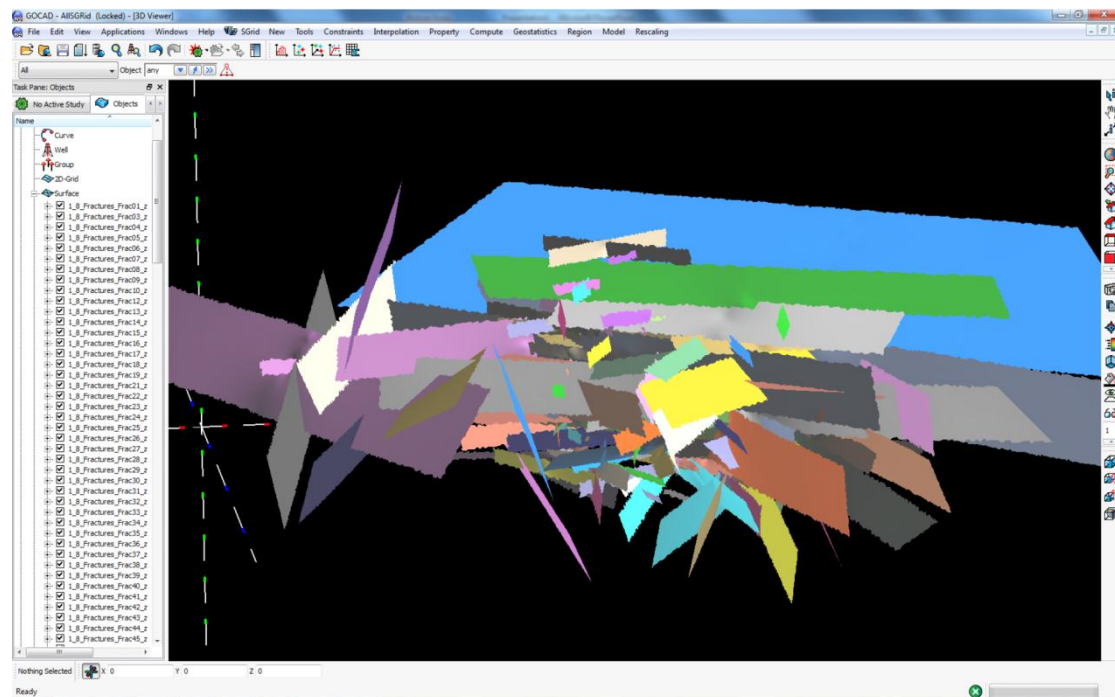 GOCAD - AllSGRid (Locked) - [3D Viewer]
File Edit View Applications Windows Help SGrid New Tools Constraints Interpolation Property Compute Geostatistics Region Model Rescaling
All Object any
Task Pane: Objects
No Active Study Objects
Name
Curve
Well
Group
2D-Grid
Surface
1_8_Fractures_Frac01_z
1_8_Fractures_Frac03_z
1_8_Fractures_Frac04_z
1_8_Fractures_Frac05_z
1_8_Fractures_Frac06_z
1_8_Fractures_Frac07_z
1_8_Fractures_Frac08_z
1_8_Fractures_Frac09_z
1_8_Fractures_Frac10_z
1_8_Fractures_Frac12_z
1_8_Fractures_Frac13_z
1_8_Fractures_Frac14_z
1_8_Fractures_Frac15_z
1_8_Fractures_Frac16_z
1_8_Fractures_Frac17_z
1_8_Fractures_Frac18_z
1_8_Fractures_Frac19_z
1_8_Fractures_Frac21_z
1_8_Fractures_Frac22_z
1_8_Fractures_Frac23_z
1_8_Fractures_Frac24_z
1_8_Fractures_Frac25_z
1_8_Fractures_Frac26_z
1_8_Fractures_Frac27_z
1_8_Fractures_Frac28_z
1_8_Fractures_Frac29_z
1_8_Fractures_Frac30_z
1_8_Fractures_Frac31_z
1_8_Fractures_Frac32_z
1_8_Fractures_Frac33_z
1_8_Fractures_Frac34_z
1_8_Fractures_Frac35_z
1_8_Fractures_Frac36_z
1_8_Fractures_Frac37_z
1_8_Fractures_Frac38_z
1_8_Fractures_Frac39_z
1_8_Fractures_Frac40_z
1_8_Fractures_Frac41_z
1_8_Fractures_Frac42_z
1_8_Fractures_Frac43_z
1_8_Fractures_Frac44_z
1_8_Fractures_Frac45_z
1
Nothing Selected X 0 Y 0 Z 0
Ready